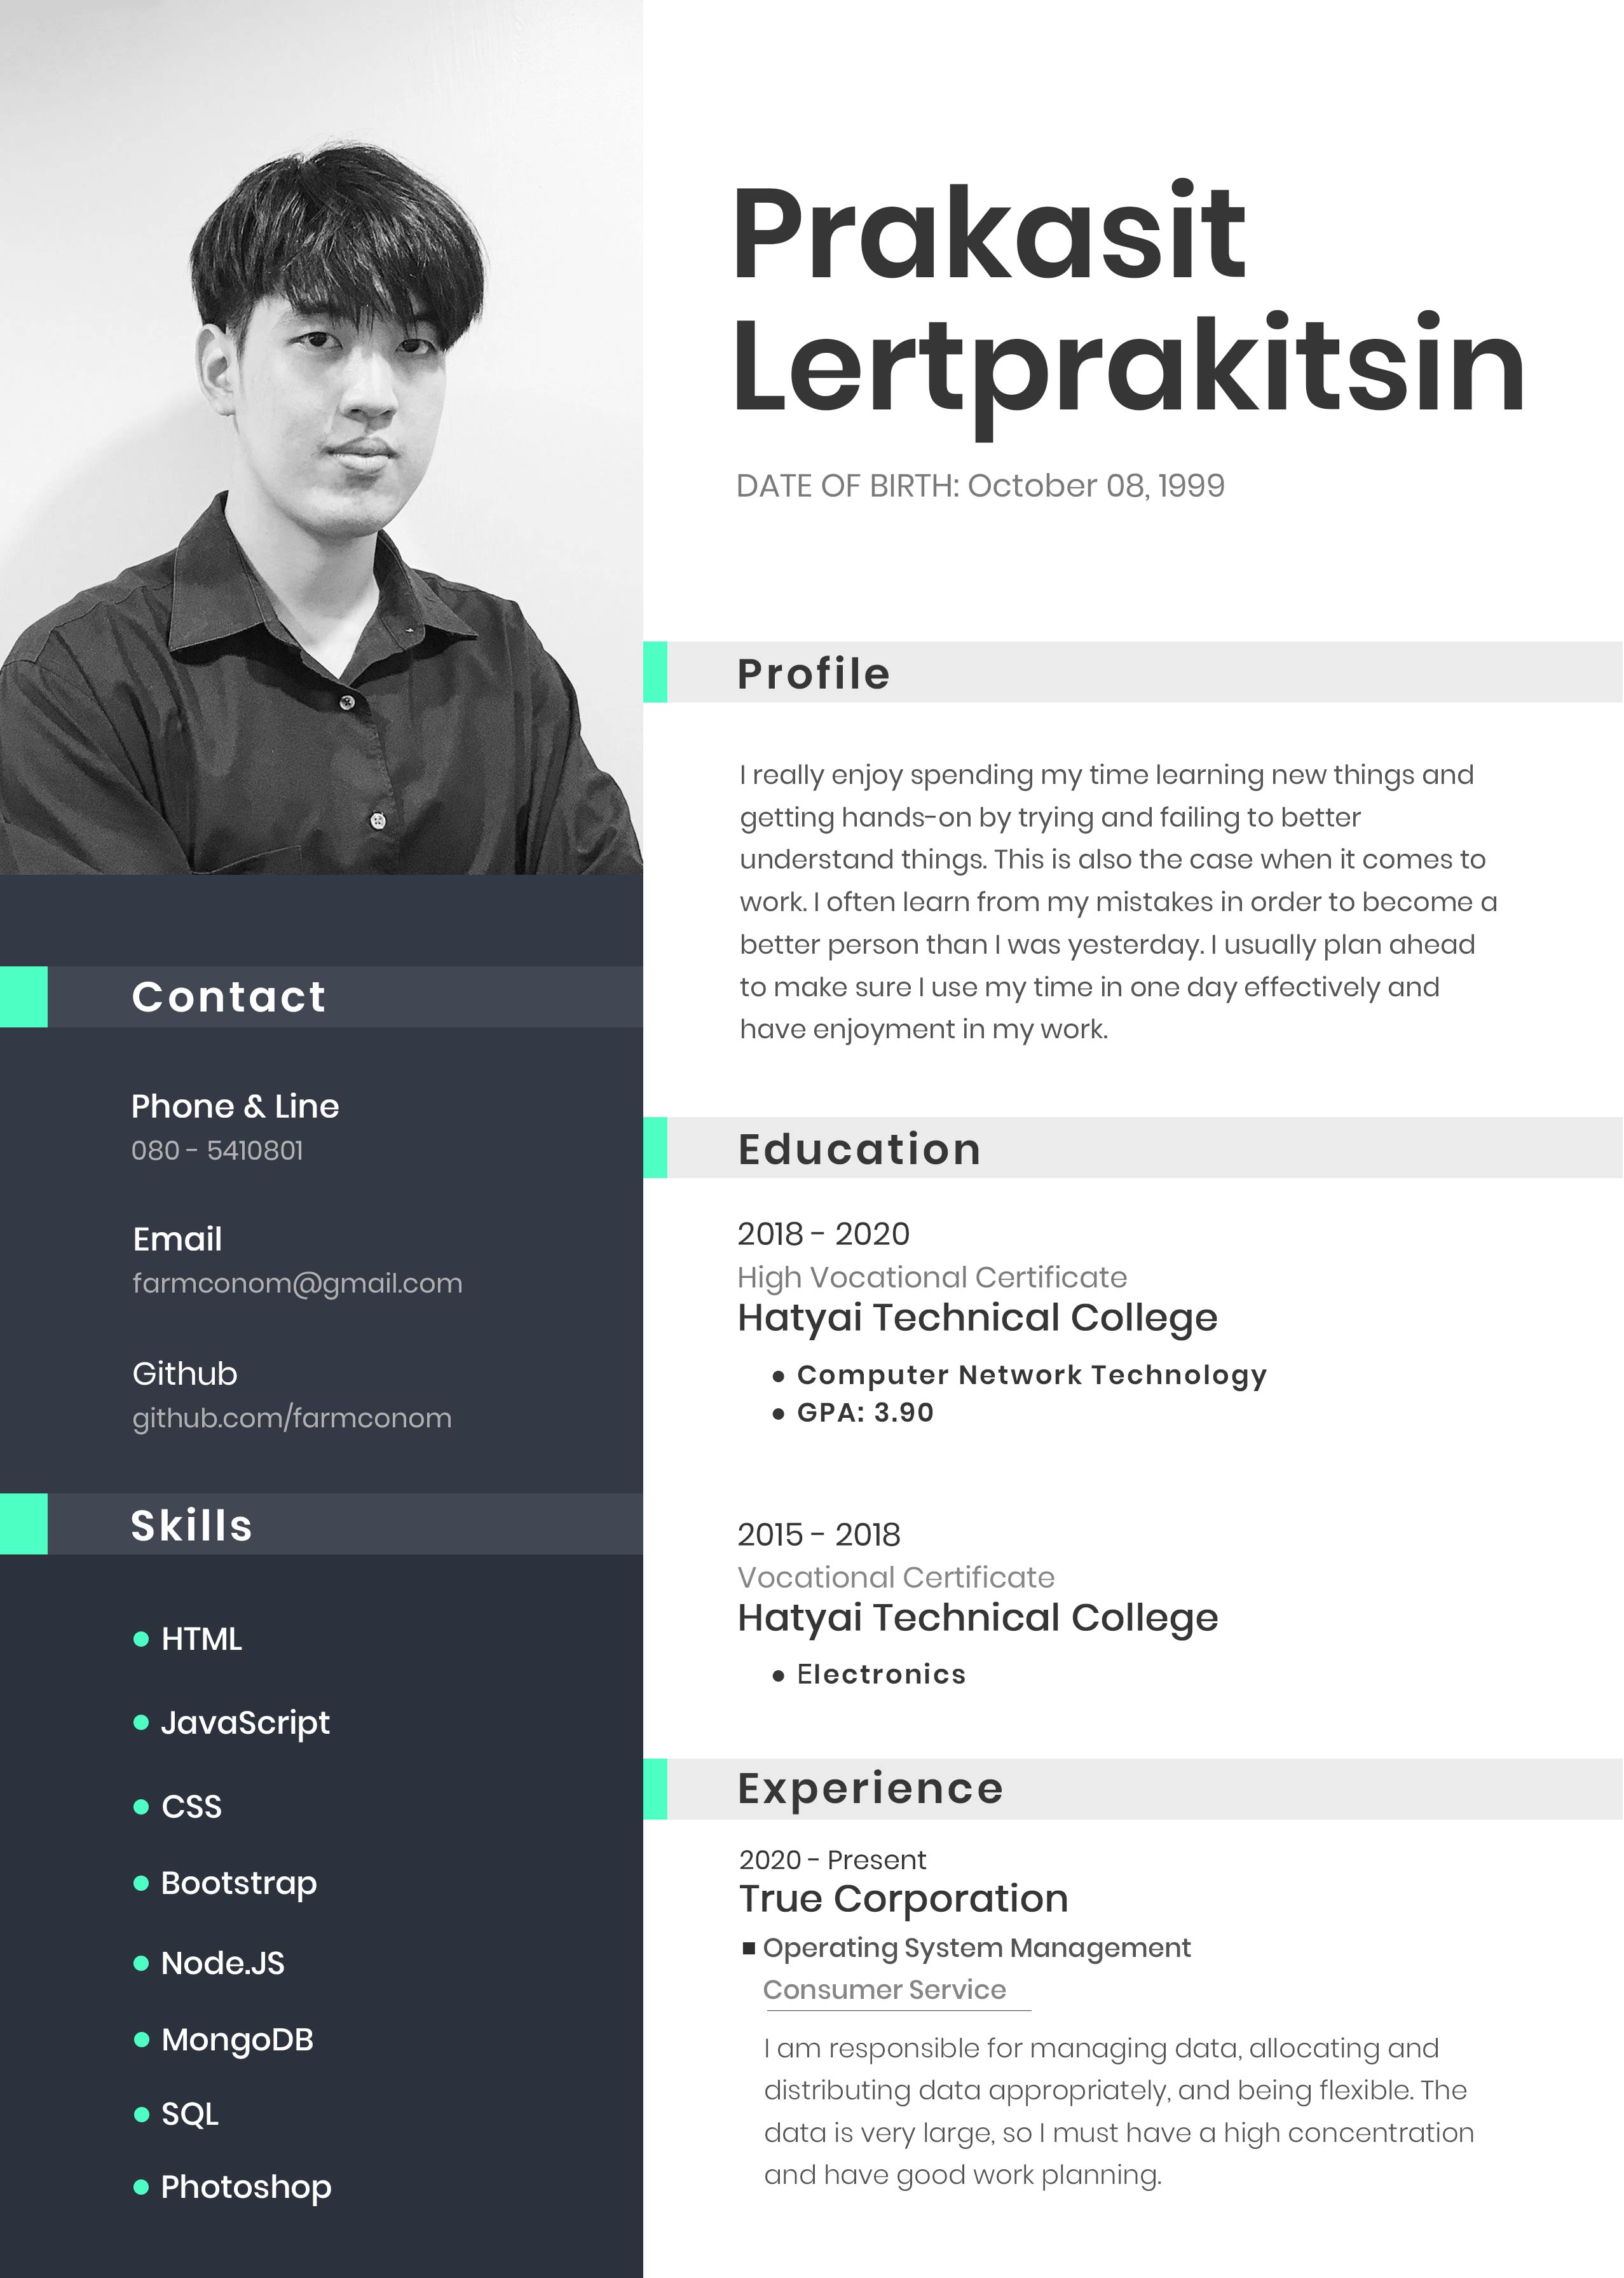 Prakasit
Lertprakitsin
DATE OF BIRTH: October 08, 1999
Contact
Phone & Line
080 - 5410801
Email
farmconom@gmail.com
Github
github.com/farmconom
Skills
HTML
JavaScript
CSS
Bootstrap
Node.JS
MongoDB
SQL
Photoshop
Profile
I really enjoy spending my time learning new things and
getting hands-on by trying and failing to better
understand things. This is also the case when it comes to
work. I often learn from my mistakes in order to become a
better person than I was yesterday. I usually plan ahead
to make sure I use my time in one day effectively and
have enjoyment in my work.
Education
2018 - 2020
High Vocational Certificate
Hatyai Technical College
• Computer Network Technology
• GPA: 3.90
2015 - 2018
Vocational Certificate
Hatyai Technical College
• Electronics
Experience
2020 - Present
True Corporation
▪ Operating System Management
Consumer Service
I am responsible for managing data, allocating and
distributing data appropriately, and being flexible. The
data is very large, so I must have a high concentration
and have good work planning.